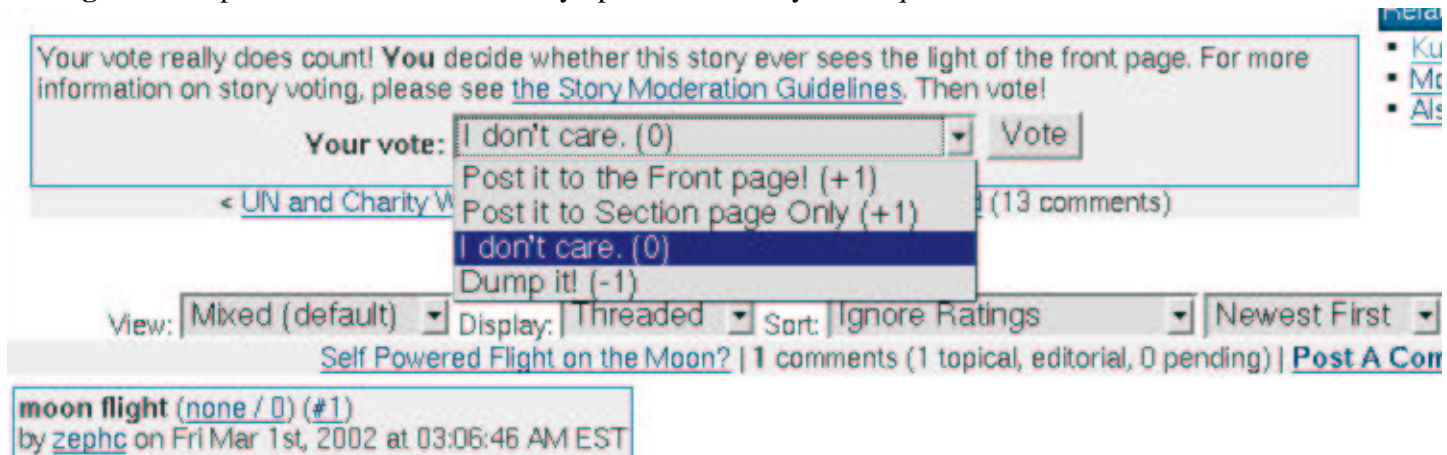 Your vote really does count! You decide whether this story ever sees the light of the front page. For more
information on story voting, please see the Story Moderation Guidelines. Then vote!
Your vote: I don't care. (0) Vote
Post it to the Front page! (+1)
< UN and Charity
Post it to Section page Only (+1)
(13 comments)
I don't care. (0)
Dump it! (-1)
View: Mixed (default) Display: Threaded Sort: Ignore Ratings Newest First
Self Powered Flight on the Moon? | 1 comments (1 topical, editorial, 0 pending) | Post A Com
moon flight (none / 0) (#1)
by zephc on Fri Mar 1st, 2002 at 03:06:46 AM EST
Ku
Mo
Als